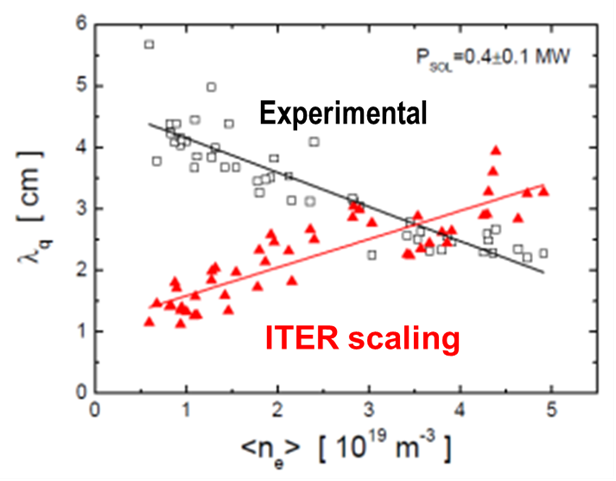 6
P_SOL=0.4±0.1 MW
5
Experimental
4
λ_q [ cm ]
3
2
ITER scaling
1
0
0 1 2 3 4 5
<n_e> [ 10^19 m^-3 ]